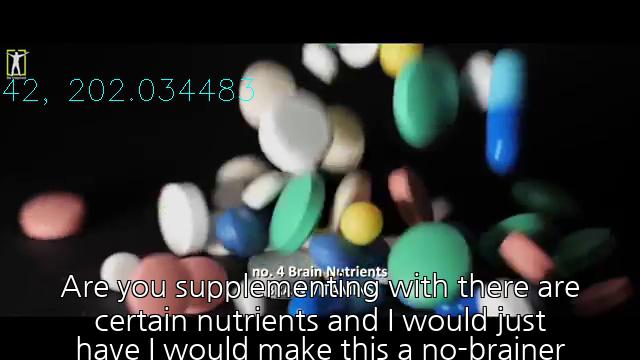 42, 202.034483
no. 4 Brain Nutrients
Are you supplementing with there are
certain nutrients and I would just
have I would make this a no-brainer